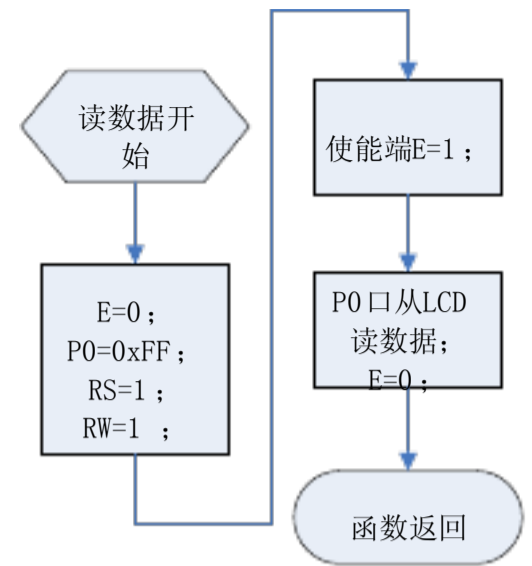 读数据开
始
E=0；
P0=0xFF；
RS=1；
RW=1 ；
使能端E=1；
P0口从LCD
读数据；
E=0；
函数返回